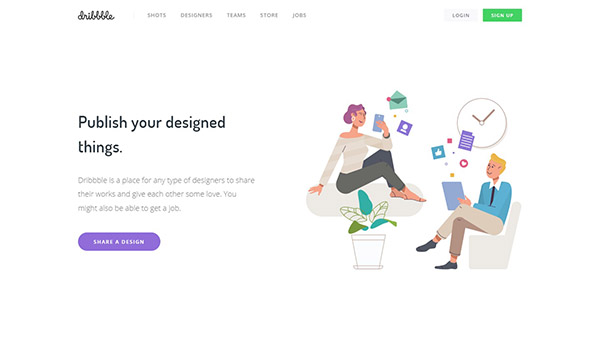 dribbble SHOTS DESIGNERS TEAMS STORE JOBS LOGIN SIGN UP
Publish your designed
things.
Dribbble is a place for any type of designers to share
their works and give each other some love. You
might also be able to get a job.
SHARE A DESIGN